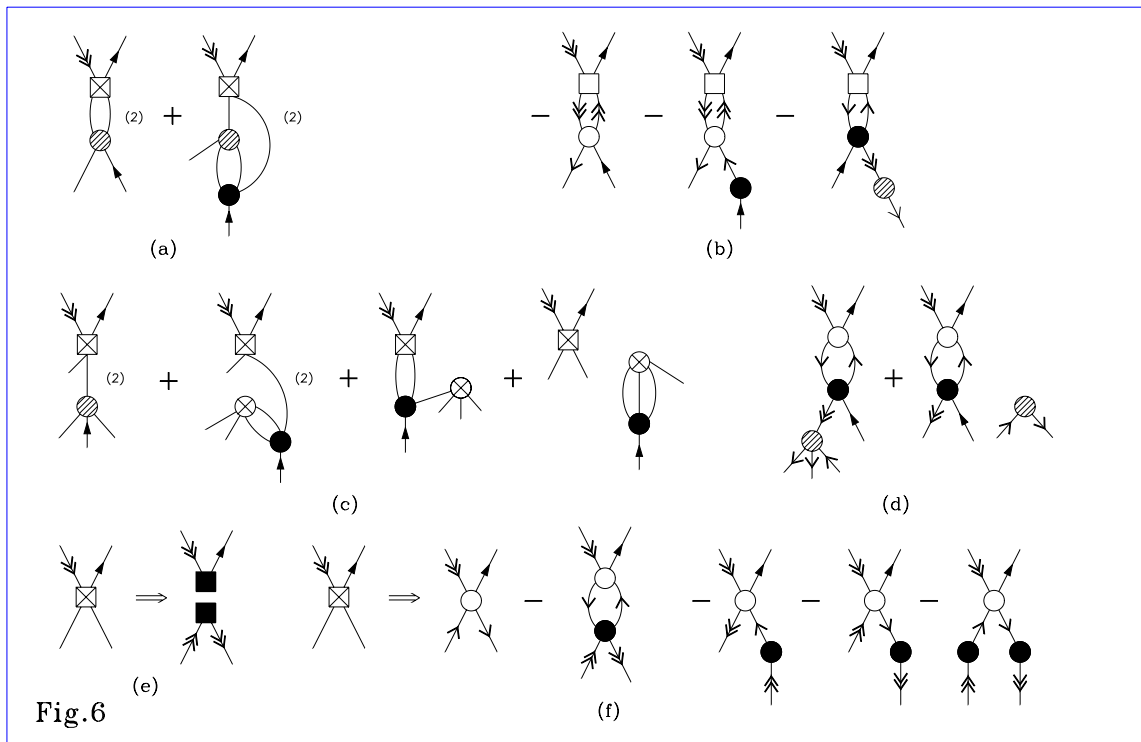 (2) + (2) − − −
(a) (b)
(2) + (2) + + +
(c) (d)
⇒ ⇒ − − − −
(e) (f)
Fig.6